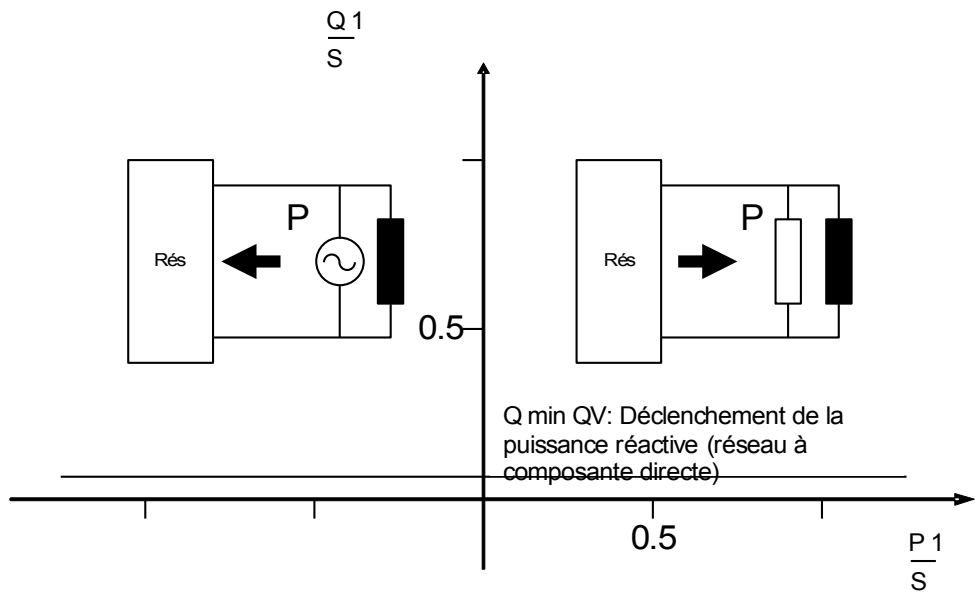 Q 1
S
P
Rés
P
Rés
0.5
Q min QV: Déclenchement de la
puissance réactive (réseau à
composante directe)
0.5
P 1
S